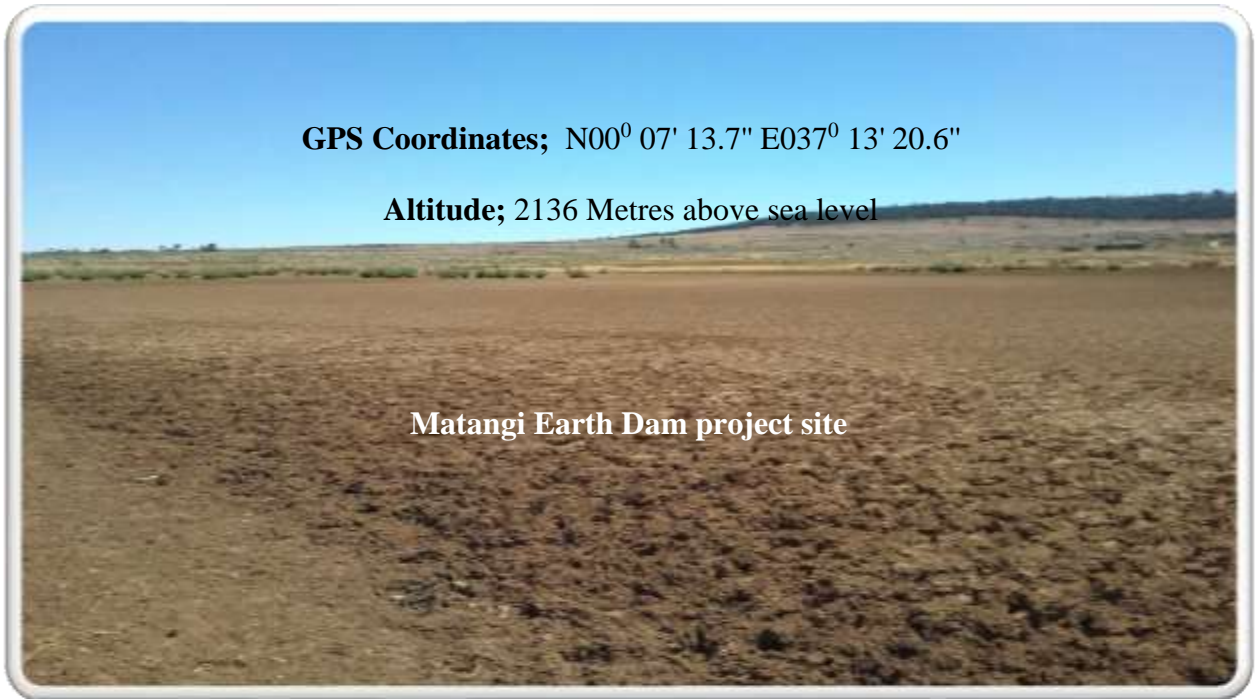 GPS Coordinates; N00⁰ 07' 13.7" E037⁰ 13' 20.6"
Altitude; 2136 Metres above sea level
Matangi Earth Dam project site